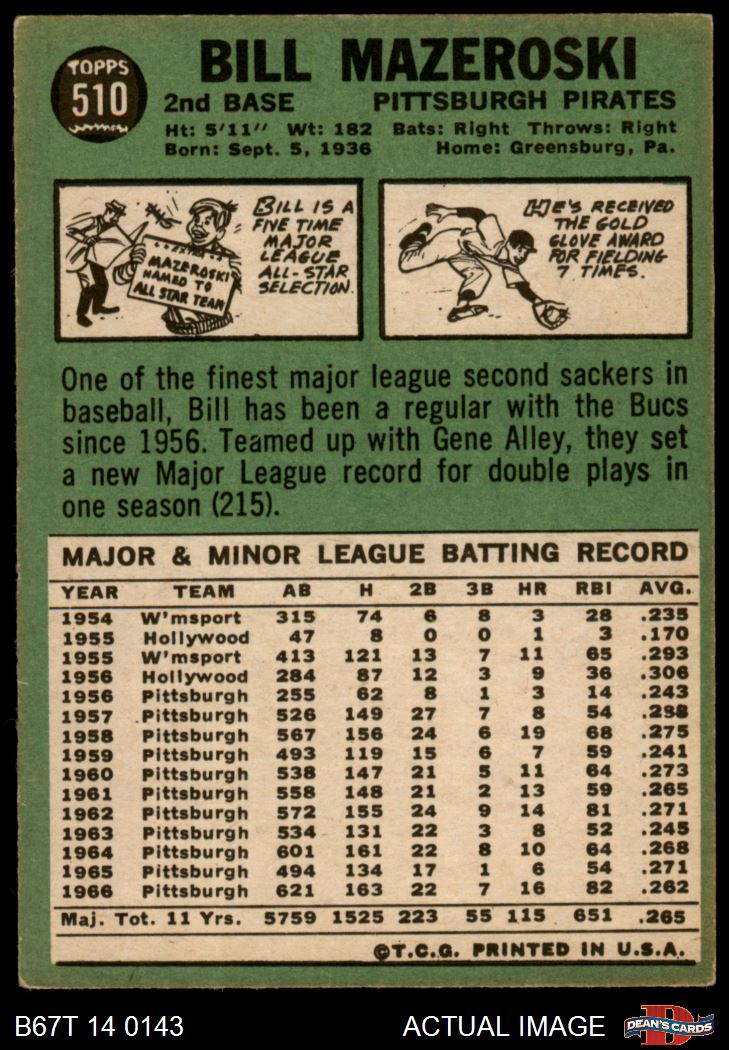 TOPPS
510
BILL MAZEROSKI
2nd BASE PITTSBURGH PIRATES
Ht: 5'11" Wt: 182 Bats: Right Throws: Right
Born: Sept. 5, 1936 Home: Greensburg, Pa.
MAZEROSKI
NAMED TO
ALL STAR TEAM
BILL IS A
FIVE TIME
MAJOR
LEAGUE
ALL-STAR
SELECTION.
HE'S RECEIVED
THE GOLD
GLOVE AWARD
FOR FIELDING
7 TIMES.
One of the finest major league second sackers in
baseball, Bill has been a regular with the Bucs
since 1956. Teamed up with Gene Alley, they set
a new Major League record for double plays in
one season (215).
MAJOR & MINOR LEAGUE BATTING RECORD
YEAR TEAM AB H 2B 3B HR RBI AVG.
1954 W'msport 315 74 6 8 3 28 .235
1955 Hollywood 47 8 0 0 1 3 .170
1955 W'msport 413 121 13 7 11 65 .293
1956 Hollywood 284 87 12 3 9 36 .306
1956 Pittsburgh 255 62 8 1 3 14 .243
1957 Pittsburgh 526 149 27 7 8 54
1958 Pittsburgh 567 156 24 6 19 68 .275
1959 Pittsburgh 493 119 15 6 7 59 .241
1960 Pittsburgh 538 147 21 5 11 64 .273
1961 Pittsburgh 558 148 21 2 13 59 .265
1962 Pittsburgh 572 155 24 9 14 81 .271
1963 Pittsburgh 534 131 22 3 8 52 .245
1964 Pittsburgh 601 161 22 8 10 64 .268
1965 Pittsburgh 494 134 17 1 6 54 .271
1966 Pittsburgh 621 163 22 7 16 82 .262
Maj. Tot. 11 Yrs. 5759 1525 223 55 115 651 .265
©T.C.G. PRINTED IN U.S.A.
B67T 14 0143 ACTUAL IMAGE
DEAN'S CARDS